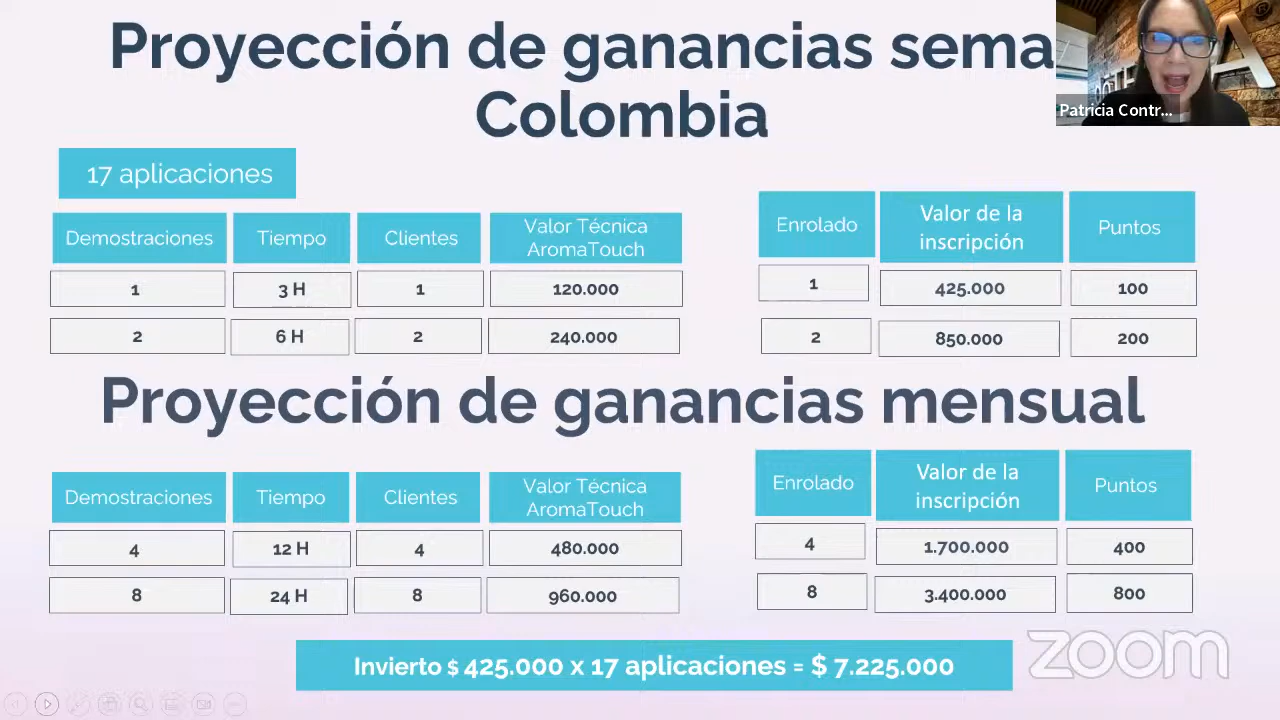 Proyección de ganancias sema
Colombia
Patricia Contr...
17 aplicaciones
Demostraciones Tiempo Clientes Valor Técnica
AromaTouch
1 3 H 1 120.000
2 6 H 2 240.000
Enrolado Valor de la
inscripción Puntos
1 425.000 100
2 850.000 200
Proyección de ganancias mensual
Demostraciones Tiempo Clientes Valor Técnica
AromaTouch
4 12 H 4 480.000
8 24 H 8 960.000
Enrolado Valor de la
inscripción Puntos
4 1.700.000 400
8 3.400.000 800
Invierto $ 425.000 x 17 aplicaciones = $ 7.225.000
zoom